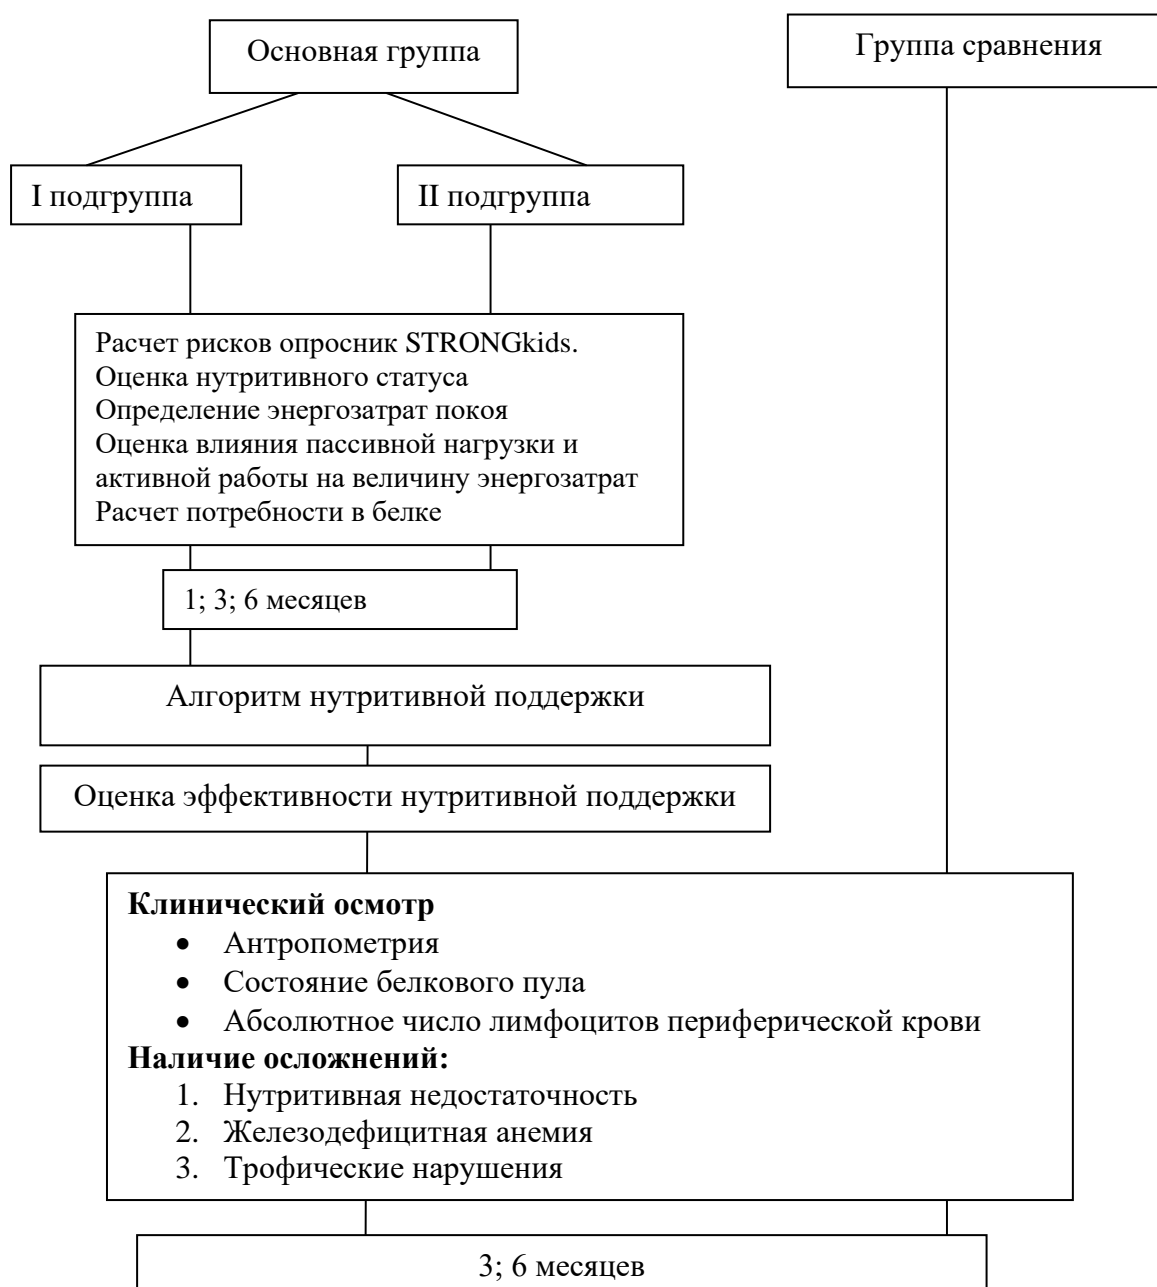 Основная группа
Группа сравнения
I подгруппа
II подгруппа
Расчет рисков опросник STRONGkids.
Оценка нутритивного статуса
Определение энергозатрат покоя
Оценка влияния пассивной нагрузки и
активной работы на величину энергозатрат
Расчет потребности в белке
1; 3; 6 месяцев
Алгоритм нутритивной поддержки
Оценка эффективности нутритивной поддержки
Клинический осмотр
• Антропометрия
• Состояние белкового пула
• Абсолютное число лимфоцитов периферической крови
Наличие осложнений:
1. Нутритивная недостаточность
2. Железодефицитная анемия
3. Трофические нарушения
3; 6 месяцев